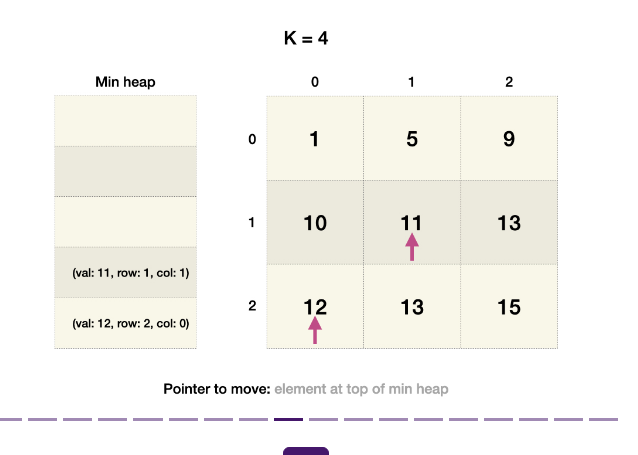 K = 4
Min heap
0 1 2
0 1 5 9
1 10 11 13
(val: 11, row: 1, col: 1)
2 12 13 15
(val: 12, row: 2, col: 0)
Pointer to move: element at top of min heap